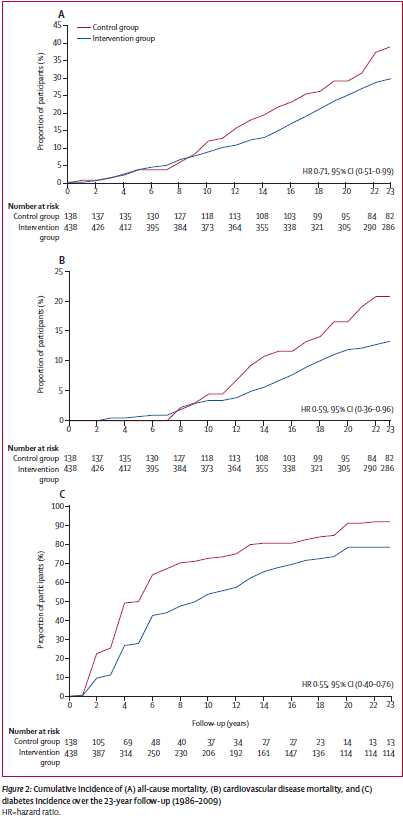 A
Control group
Intervention group
45
40
35
30
25
20
15
10
5
0
Proportion of participants (%)
HR 0·71, 95% CI (0·51–0·99)
0 2 4 6 8 10 12 14 16 18 20 22 23
Number at risk
Control group 138 137 135 130 127 118 113 108 103 99 95 84 82
Intervention 438 426 412 395 384 373 364 355 338 321 305 290 286
group
B
25
20
15
10
5
0
Proportion of participants (%)
HR 0·59, 95% CI (0·36–0·96)
0 2 4 6 8 10 12 14 16 18 20 22 23
Number at risk
Control group 138 137 135 130 127 118 113 108 103 99 95 84 82
Intervention 438 426 412 395 384 373 364 355 338 321 305 290 286
group
C
100
90
80
70
60
50
40
30
20
10
0
Proportion of participants (%)
HR 0·55, 95% CI (0·40–0·76)
0 2 4 6 8 10 12 14 16 18 20 22 23
Follow-up (years)
Number at risk
Control group 138 105 69 48 40 37 34 27 27 23 14 13 13
Intervention 438 387 314 250 230 206 192 161 147 136 114 114 114
group
Figure 2: Cumulative incidence of (A) all-cause mortality, (B) cardiovascular disease mortality, and (C)
diabetes incidence over the 23-year follow-up (1986–2009)
HR=hazard ratio.